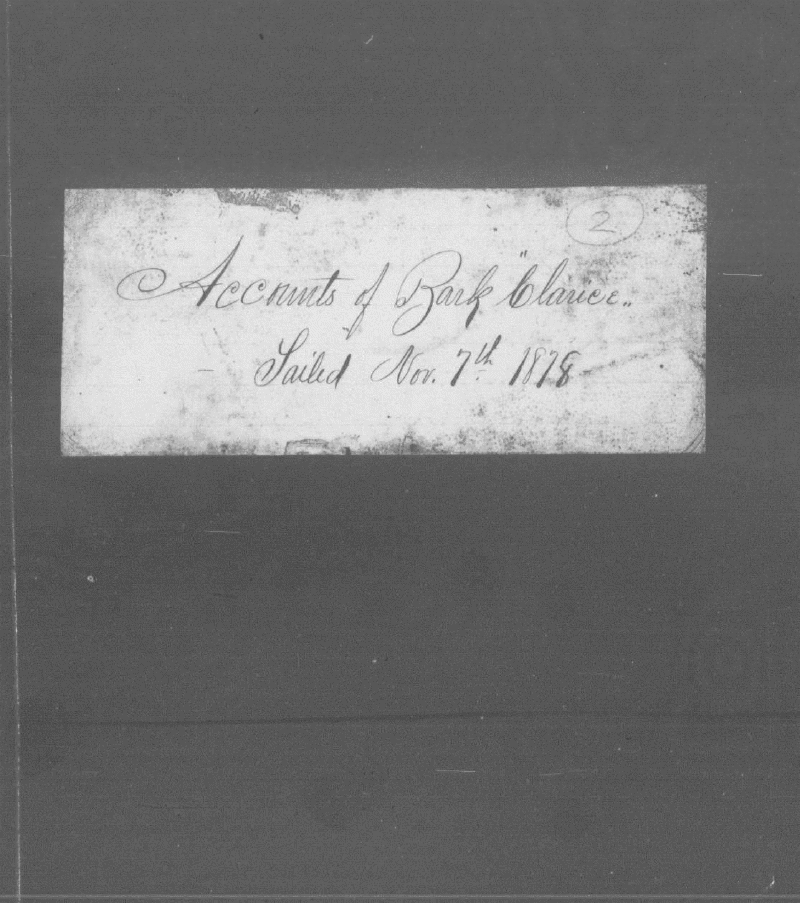 2
Accounts of Bark "Clarice"
Sailed Nov. 7th 1878